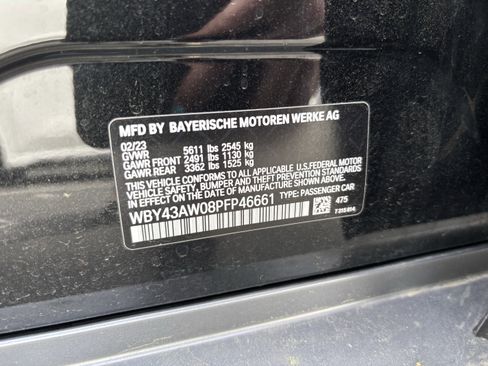 MFD BY BAYERISCHE MOTOREN WERKE AG
02/23
GVWR 5611 lbs 2545 kg
GAWR FRONT 2491 lbs 1130 kg
GAWR REAR 3362 lbs 1525 kg
THIS VEHICLE CONFORMS TO ALL APPLICABLE U.S.FEDERAL MOTOR
VEHICLE SAFETY, BUMPER, AND THEFT PREVENTION STANDARDS
IN EFFECT ON THE DATE OF MANUFACTURE SHOWN ABOVE.
WBY43AW08PFP46661 TYPE: PASSENGER CAR
475